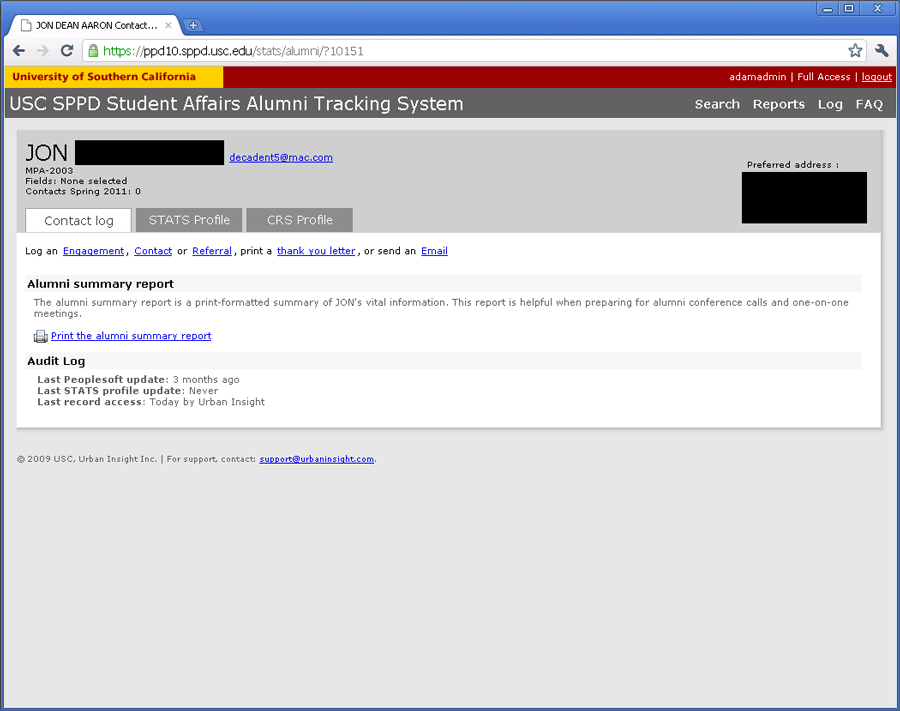 JON DEAN AARON Contact...
https://ppd10.sppd.usc.edu/stats/alumni/?10151
University of Southern California
adamadmin | Full Access | logout
USC SPPD Student Affairs Alumni Tracking System
Search Reports Log FAQ
JON decadent5@mac.com
MPA-2003
Fields: None selected
Contacts Spring 2011: 0
Preferred address :
Contact log STATS Profile CRS Profile
Log an Engagement, Contact or Referral, print a thank you letter, or send an Email
Alumni summary report
The alumni summary report is a print-formatted summary of JON's vital information. This report is helpful when preparing for alumni conference calls and one-on-one
meetings.
Print the alumni summary report
Audit Log
Last Peoplesoft update: 3 months ago
Last STATS profile update: Never
Last record access: Today by Urban Insight
© 2009 USC, Urban Insight Inc. | For support, contact: support@urbaninsight.com.